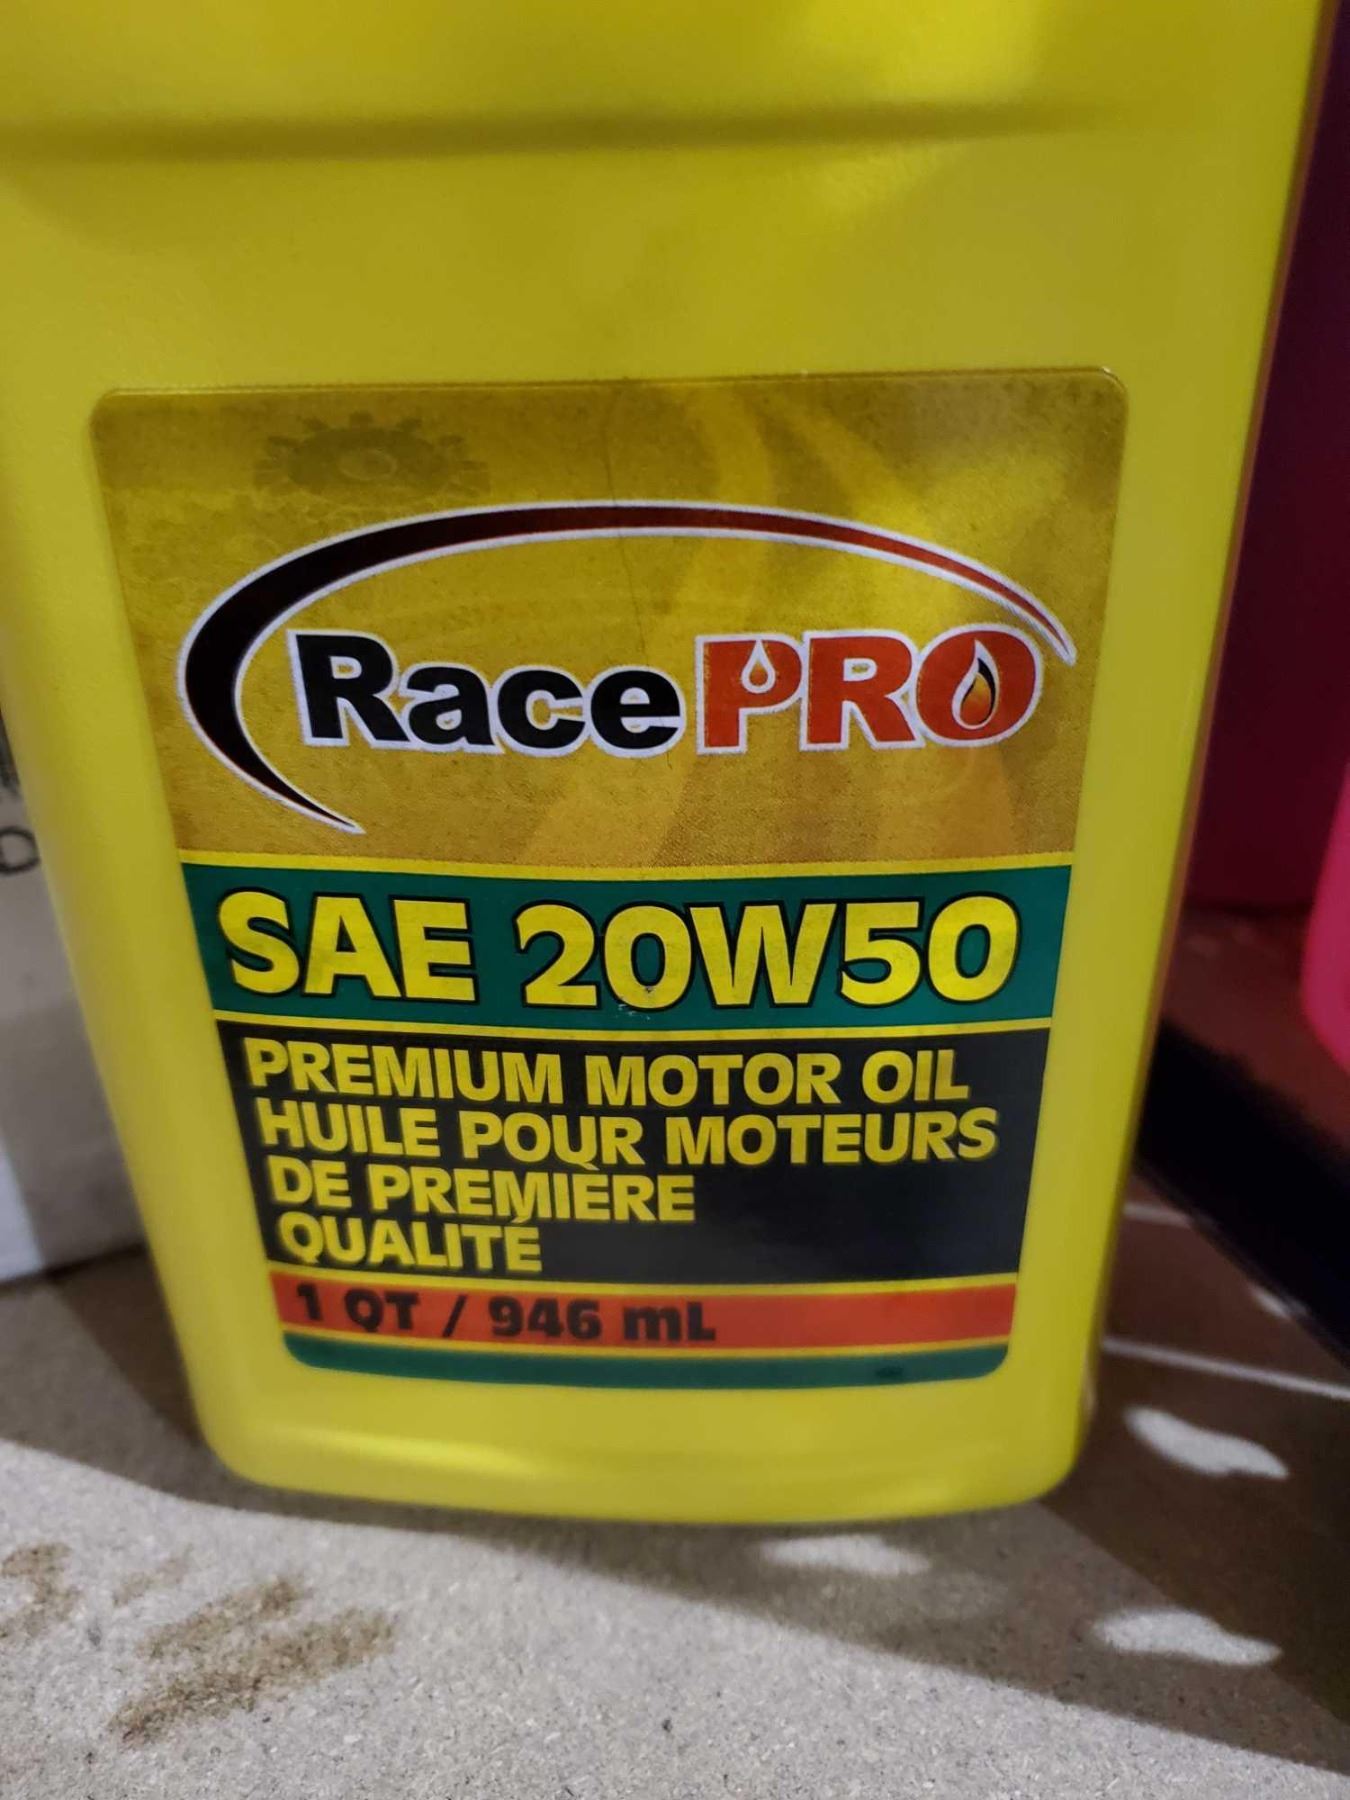 RacePRO
SAE 20W50
PREMIUM MOTOR OIL
HUILE POUR MOTEURS
DE PREMIÈRE
QUALITÉ
1 QT / 946 mL